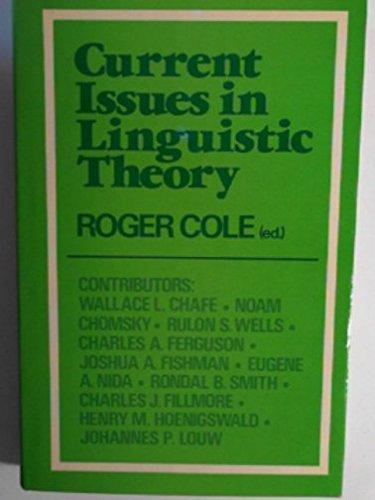 Current
Issues in
Linguistic
Theory
ROGER COLE (ed.)
CONTRIBUTORS:
WALLACE L. CHAFE • NOAM
CHOMSKY • RULON S. WELLS •
CHARLES A. FERGUSON •
JOSHUA A. FISHMAN • EUGENE
A. NIDA • RONDAL B. SMITH •
CHARLES J. FILLMORE •
HENRY M. HOENIGSWALD •
JOHANNES P. LOUW